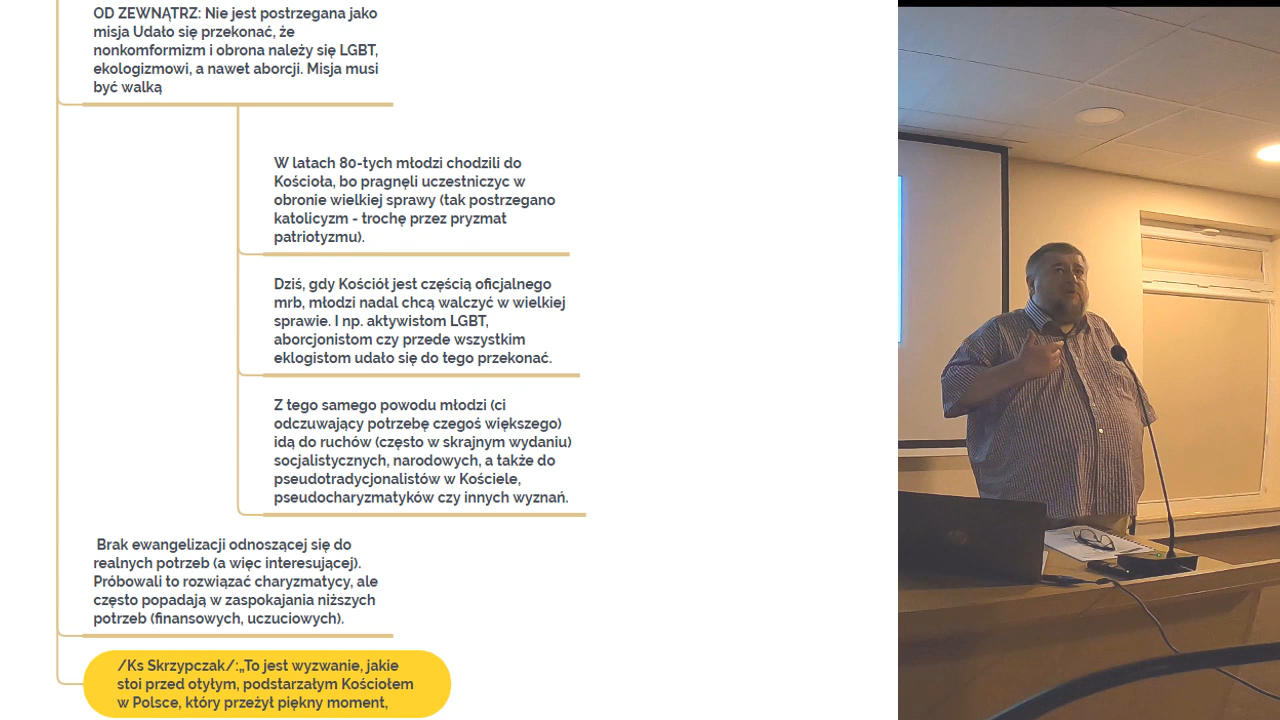 OD ZEWNĄTRZ: Nie jest postrzegana jako
misja Udało się przekonać, że
nonkomformizm i obrona należy się LGBT,
ekologizmowi, a nawet aborcji. Misja musi
być walką
W latach 80-tych młodzi chodzili do
Kościoła, bo pragnęli uczestniczyc w
obronie wielkiej sprawy (tak postrzegano
katolicyzm - trochę przez pryzmat
patriotyzmu).
Dziś, gdy Kościół jest częścią oficjalnego
mrb, młodzi nadal chcą walczyć w wielkiej
sprawie. I np. aktywistom LGBT,
aborcjonistom czy przede wszystkim
eklogistom udało się do tego przekonać.
Z tego samego powodu młodzi (ci
odczuwający potrzebę czegoś większego)
idą do ruchów (często w skrajnym wydaniu)
socjalistycznych, narodowych, a także do
pseudotradycjonalistów w Kościele,
pseudocharyzmatyków czy innych wyznań.
Brak ewangelizacji odnoszącej się do
realnych potrzeb (a więc interesującej).
Próbowali to rozwiązać charyzmatycy, ale
często popadają w zaspokajania niższych
potrzeb (finansowych, uczuciowych).
/Ks Skrzypczak/:„To jest wyzwanie, jakie
stoi przed otyłym, podstarzałym Kościołem
w Polsce, który przeżył piękny moment,